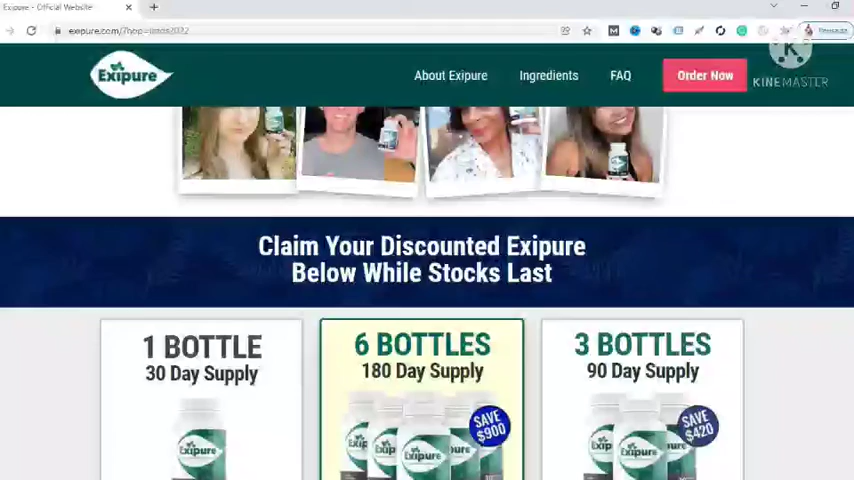 Exipure - Official Website
Exipure
About Exipure
Ingredients
FAQ
Order Now
KINEMASTER
Claim Your Discounted Exipure
Below While Stocks Last
1 BOTTLE
30 Day Supply
6 BOTTLES
180 Day Supply
SAVE
$900
3 BOTTLES
90 Day Supply
SAVE
$420
Exipure
Exipure
Exipure